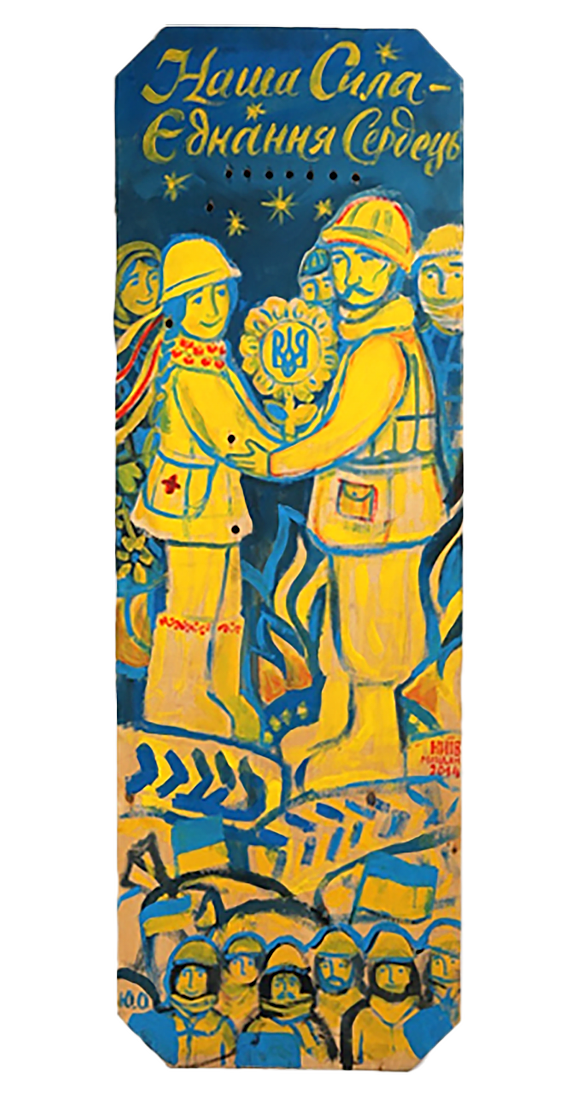 Наша Сила –
Єднання Сердець
КИЇВ
МАЙДАН
2014
Ю.О